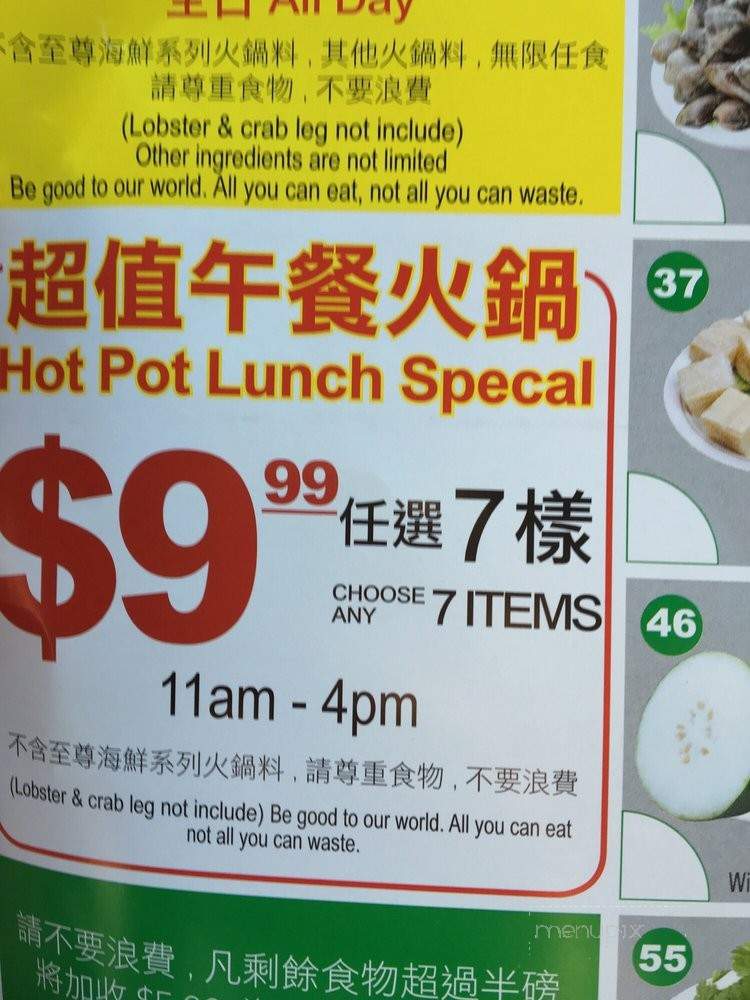 全日 All Day
不含至尊海鮮系列火鍋料，其他火鍋料，無限任食
請尊重食物，不要浪費
(Lobster & crab leg not include)
Other ingredients are not limited
Be good to our world. All you can eat, not all you can waste.
超值午餐火鍋
Hot Pot Lunch Specal
$9.99 任選7樣
CHOOSE ANY 7 ITEMS
11am - 4pm
不含至尊海鮮系列火鍋料，請尊重食物，不要浪費
(Lobster & crab leg not include) Be good to our world. All you can eat
not all you can waste.
請不要浪費，凡剩餘食物超過半磅
將加收
37
46
Wi
55
menupix